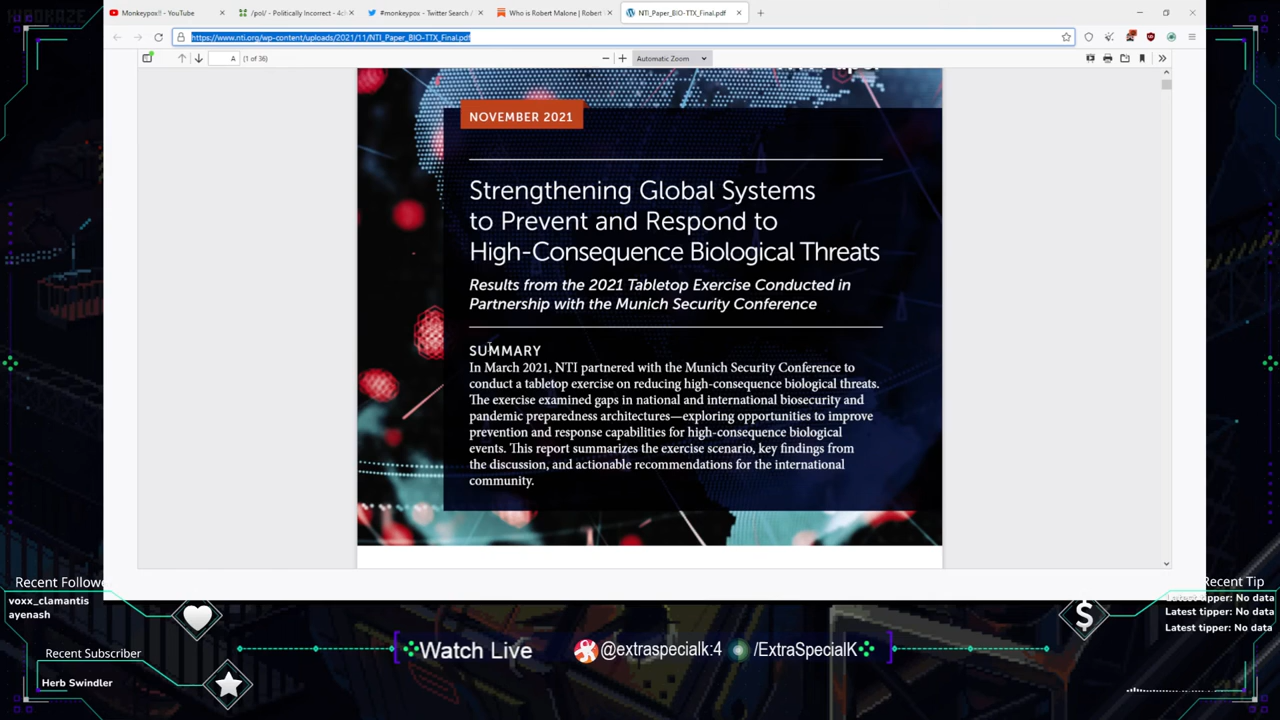 Monkeypox!! - YouTube
/pol/ - Politically Incorrect - 4ch
#monkeypox - Twitter Search /
Who is Robert Malone | Robert
NTI_Paper_BIO-TTX_Final.pdf
https://www.nti.org/wp-content/uploads/2021/11/NTI_Paper_BIO-TTX_Final.pdf
A
(1 of 36)
Automatic Zoom
NOVEMBER 2021
Strengthening Global Systems
to Prevent and Respond to
High-Consequence Biological Threats
Results from the 2021 Tabletop Exercise Conducted in
Partnership with the Munich Security Conference
SUMMARY
In March 2021, NTI partnered with the Munich Security Conference to
conduct a tabletop exercise on reducing high-consequence biological threats.
The exercise examined gaps in national and international biosecurity and
pandemic preparedness architectures—exploring opportunities to improve
prevention and response capabilities for high-consequence biological
events. This report summarizes the exercise scenario, key findings from
the discussion, and actionable recommendations for the international
community.
Recent Followe
voxx_clamantis
ayenash
Recent Subscriber
Herb Swindler
Watch Live
@extraspecialk:4
/ExtraSpecialK
Recent Tip
Latest tipper: No data
Latest tipper: No data
Latest tipper: No data